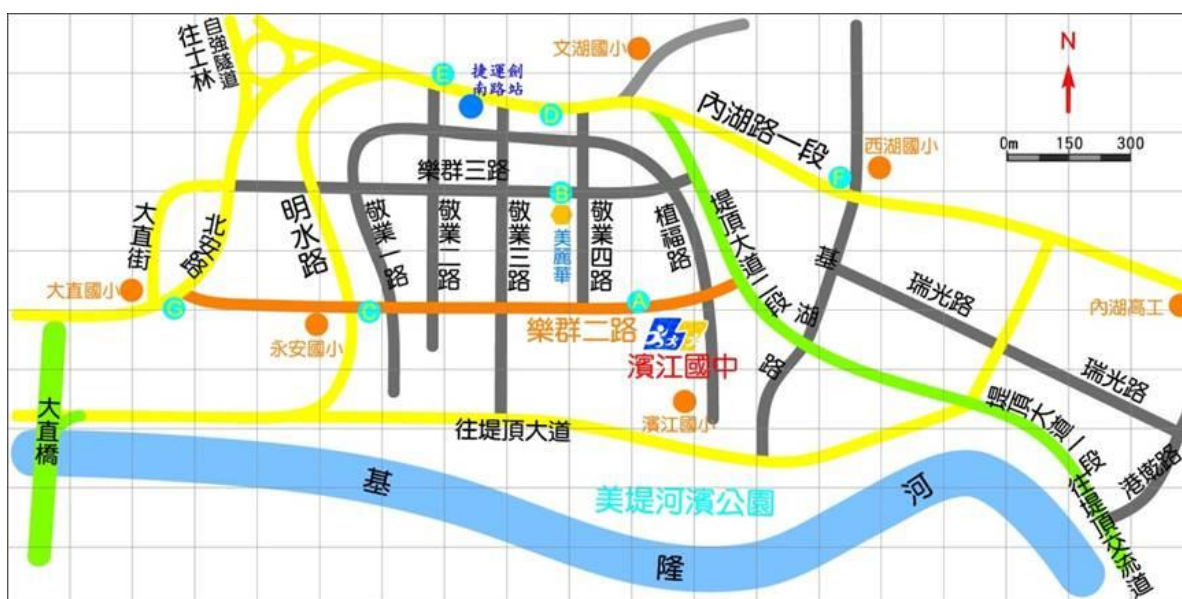 自強隧道
往士林
文湖國小
N
E
捷運劍
南路站
D
內湖路一段
西湖國小
0m 150 300
F
樂群三路
B
大直街
北安路
明水路
敬業一路
敬業二路
敬業三路
美麗華
敬業四路
植福路
堤頂大道二段
基湖路
瑞光路
大直國小
內湖高工
G
C
A
永安國小
樂群二路
濱江國中
瑞光路
大直橋
濱江國小
往堤頂大道
堤頂大道一段
往堤頂交流道
港墘路
美堤河濱公園
基隆河